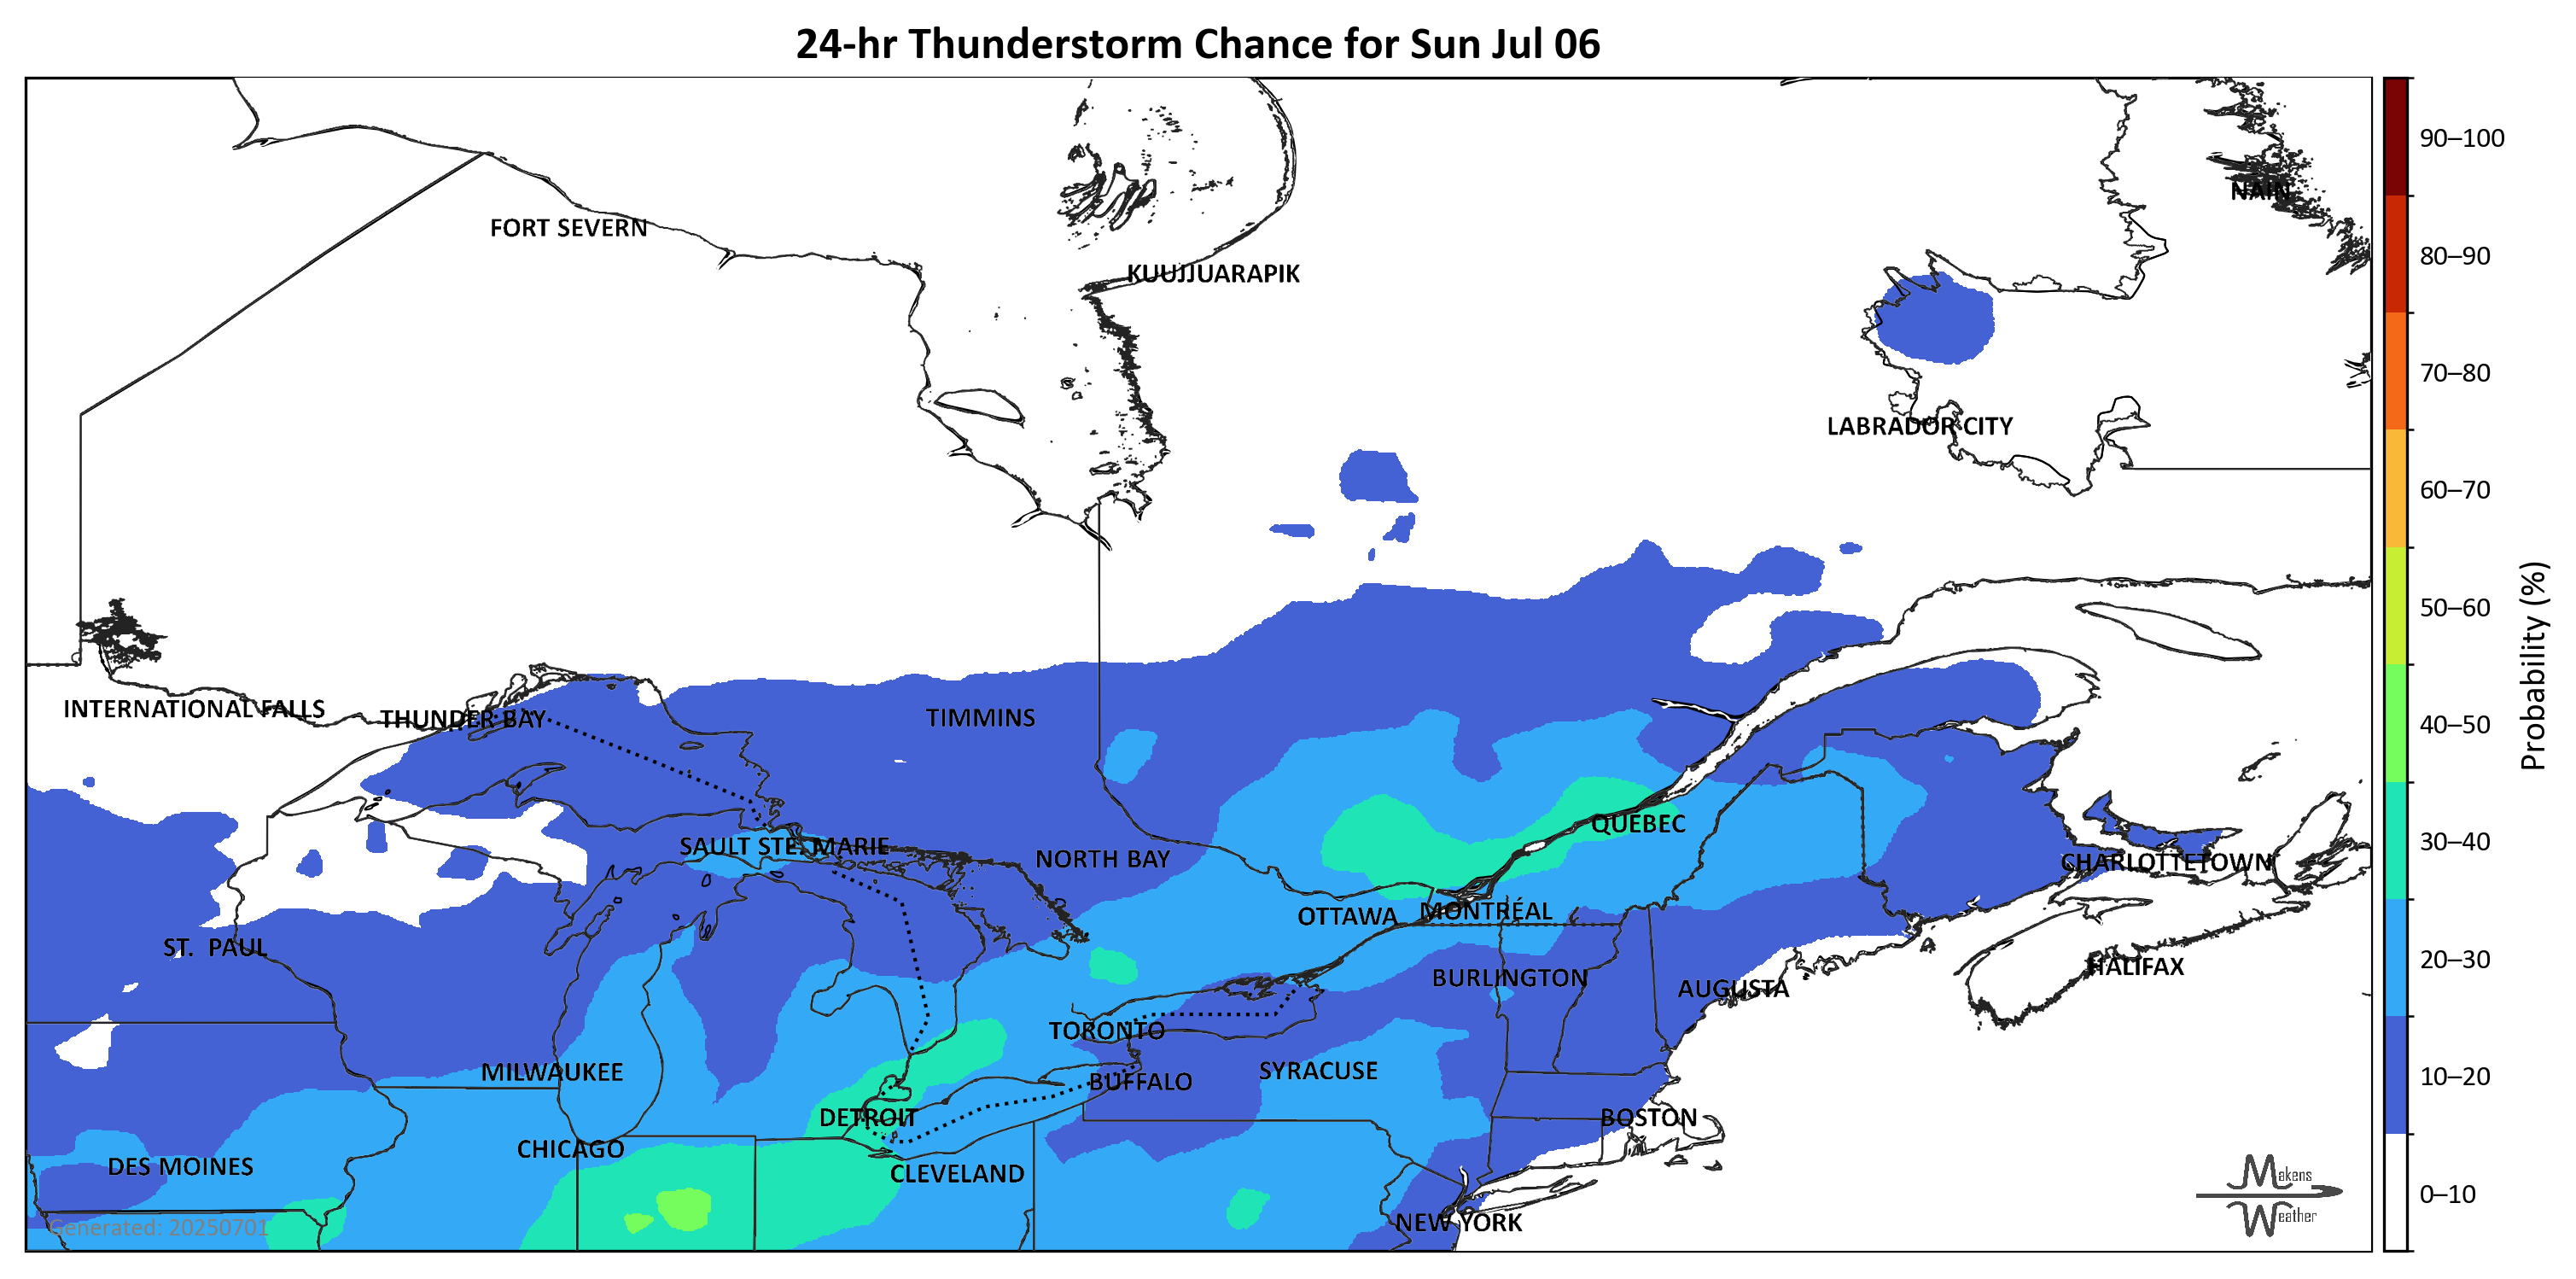 24-hr Thunderstorm Chance for Sun Jul 06
90–100
NAIN
FORT SEVERN
80–90
KUUJJUARAPIK
70–80
LABRADOR CITY
60–70
50–60
Probability (%)
INTERNATIONAL FALLS
THUNDER BAY
TIMMINS
40–50
QUEBEC
SAULT STE. MARIE
NORTH BAY
30–40
CHARLOTTETOWN
OTTAWA
MONTRÉAL
ST. PAUL
20–30
HALIFAX
BURLINGTON
AUGUSTA
TORONTO
MILWAUKEE
SYRACUSE
BUFFALO
10–20
DETROIT
BOSTON
CHICAGO
DES MOINES
CLEVELAND
Makens
Weather
0–10
NEW YORK
Generated: 20250701